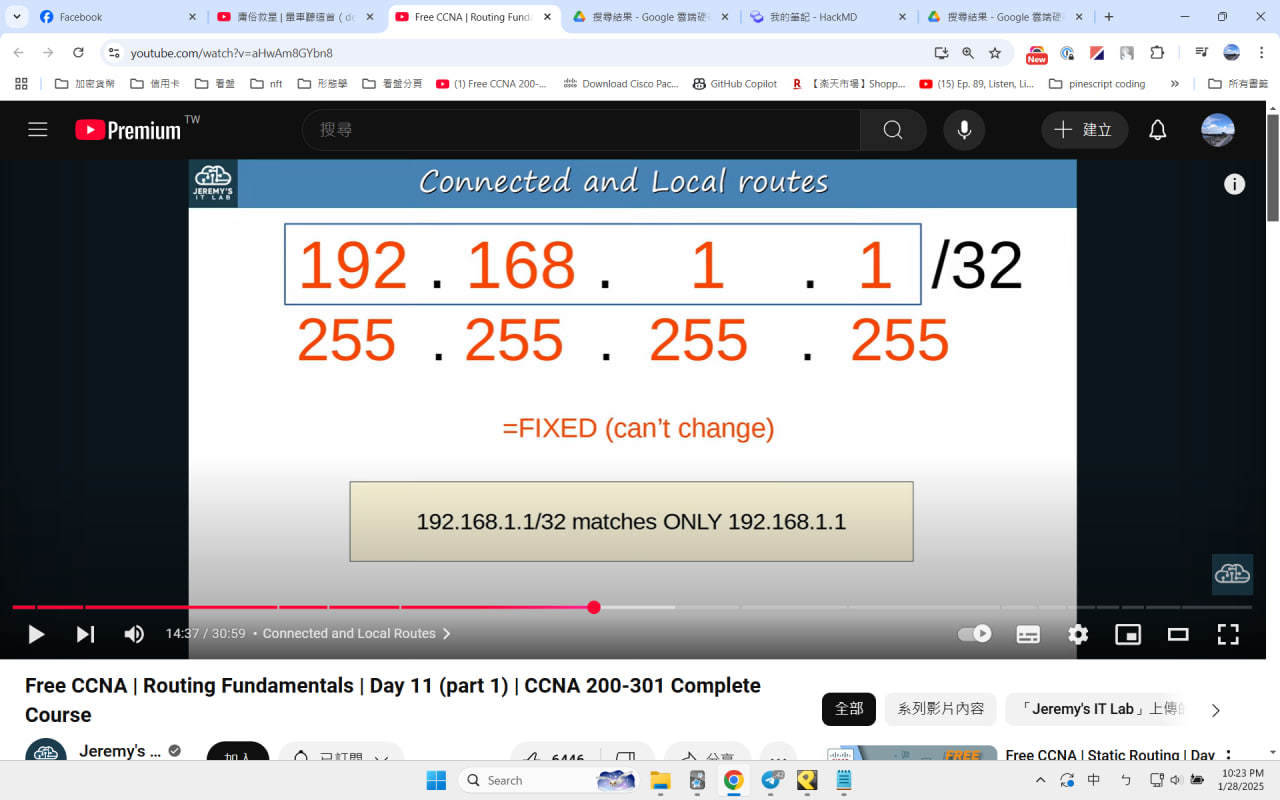 Facebook
庸俗救星 | 暈車聽這首（de
Free CCNA | Routing Funda
搜尋結果 - Google 雲端硬碟
我的筆記 - HackMD
搜尋結果 - Google 雲端硬碟
youtube.com/watch?v=aHwAm8GYbn8
New
加密貨幣
信用卡
看盤
nft
形態學
看盤分頁
(1) Free CCNA 200-...
Download Cisco Pac...
GitHub Copilot
【楽天市場】Shopp...
(15) Ep. 89, Listen, Li...
pinescript coding
所有書籤
Premium TW
搜尋
建立
JEREMY'S
IT LAB
Connected and Local routes
192 . 168 . 1 . 1 /32
255 . 255 . 255 . 255
=FIXED (can't change)
192.168.1.1/32 matches ONLY 192.168.1.1
14:37 / 30:59 • Connected and Local Routes
Free CCNA | Routing Fundamentals | Day 11 (part 1) | CCNA 200-301 Complete
Course
全部
系列影片內容
「Jeremy's IT Lab」上傳的
Jeremy's ...
加入
已訂閱
6446
分享
FREE
Free CCNA | Static Routing | Day
Search
中
ㄅ
10:23 PM
1/28/2025